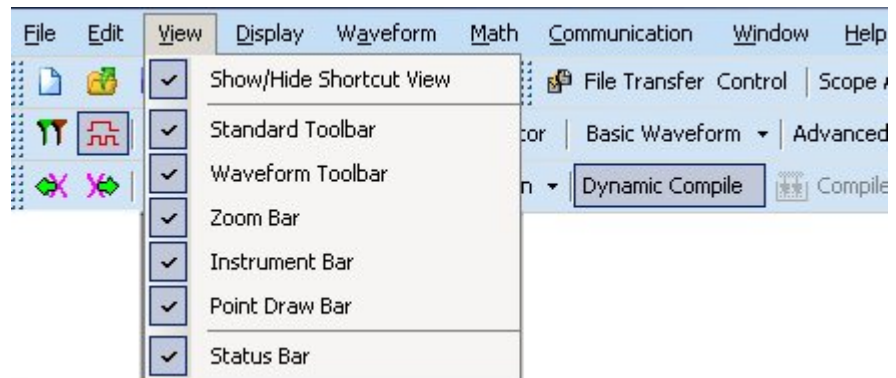 File Edit View Display Waveform Math Communication Window Help
Show/Hide Shortcut View
File Transfer Control Scope
Standard Toolbar
Basic Waveform Advanced
Waveform Toolbar
Dynamic Compile Compile
Zoom Bar
Instrument Bar
Point Draw Bar
Status Bar